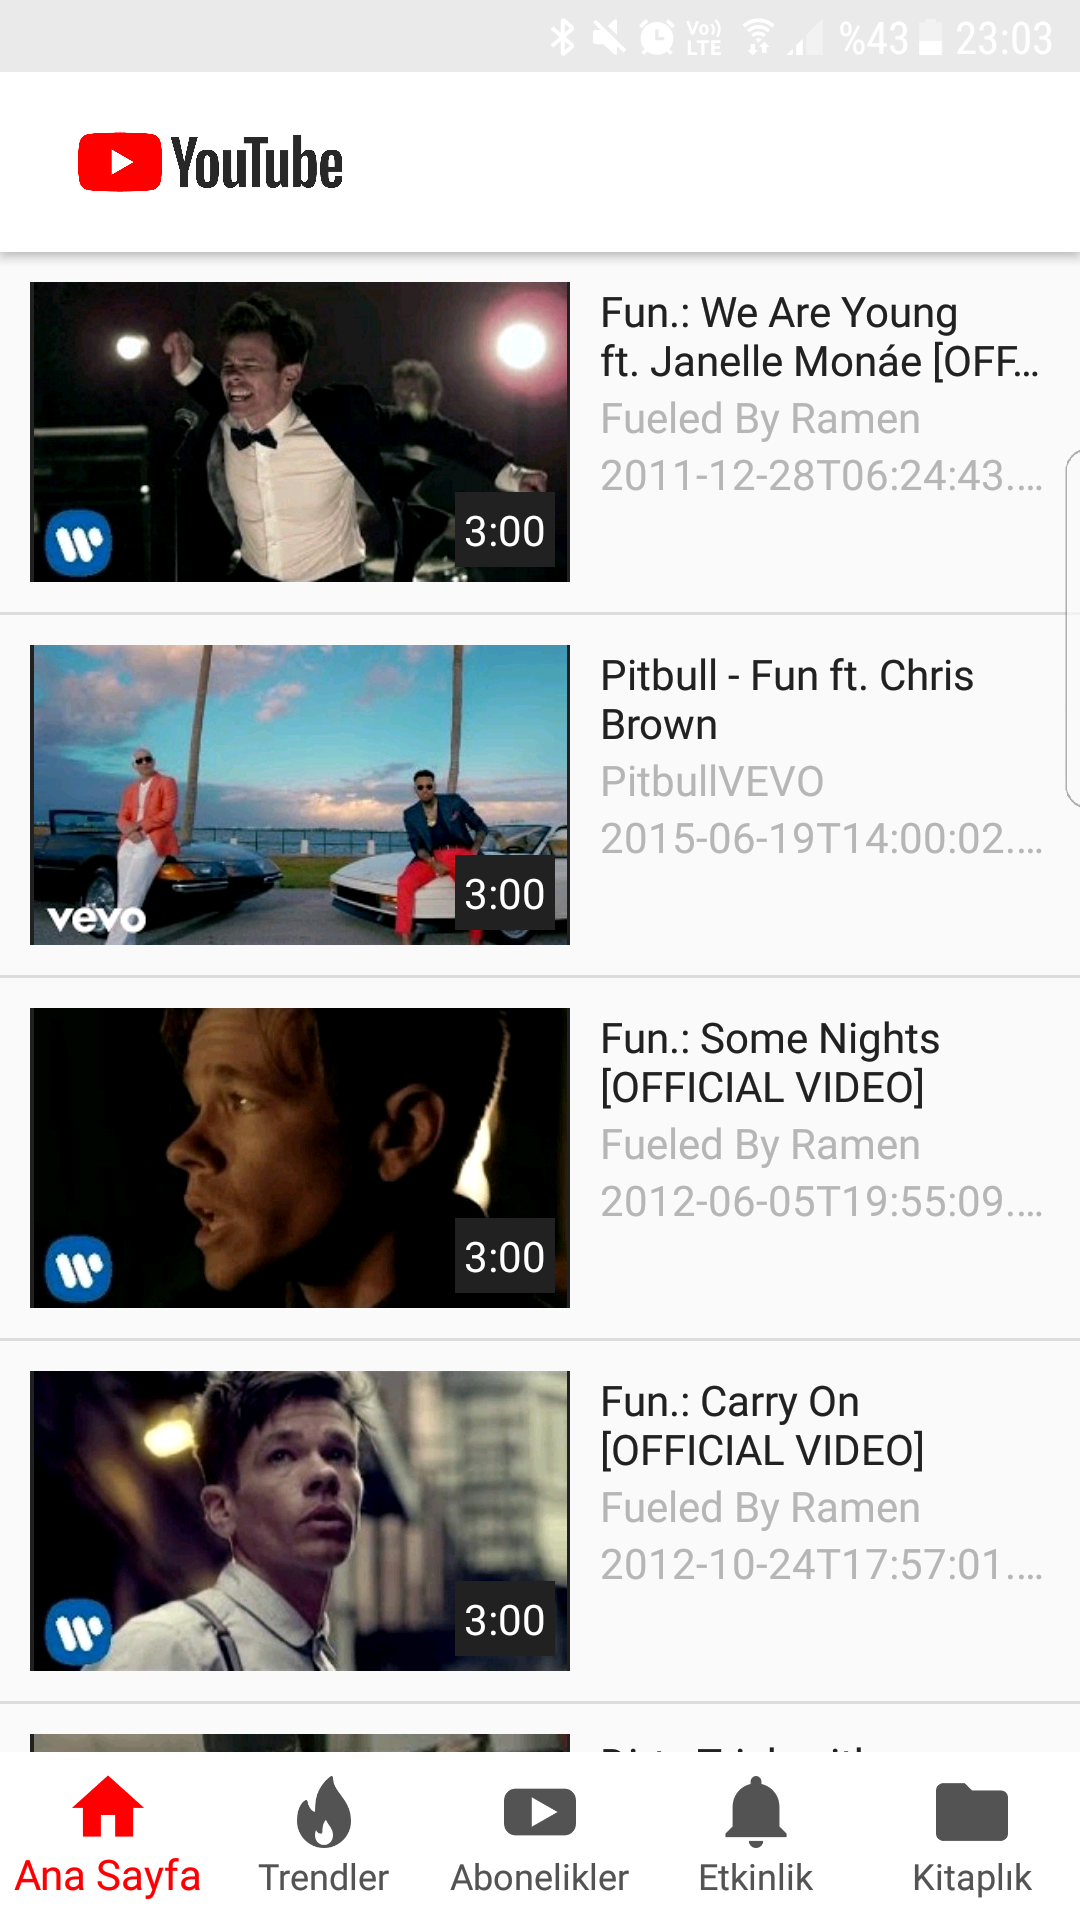 Vo)) LTE %43 23:03
YouTube
Fun.: We Are Young
ft. Janelle Monáe [OFF...
Fueled By Ramen
2011-12-28T06:24:43....
3:00
Pitbull - Fun ft. Chris
Brown
PitbullVEVO
2015-06-19T14:00:02....
vevo
3:00
Fun.: Some Nights
[OFFICIAL VIDEO]
Fueled By Ramen
2012-06-05T19:55:09....
3:00
Fun.: Carry On
[OFFICIAL VIDEO]
Fueled By Ramen
2012-10-24T17:57:01....
3:00
Ana Sayfa
Trendler
Abonelikler
Etkinlik
Kitaplık